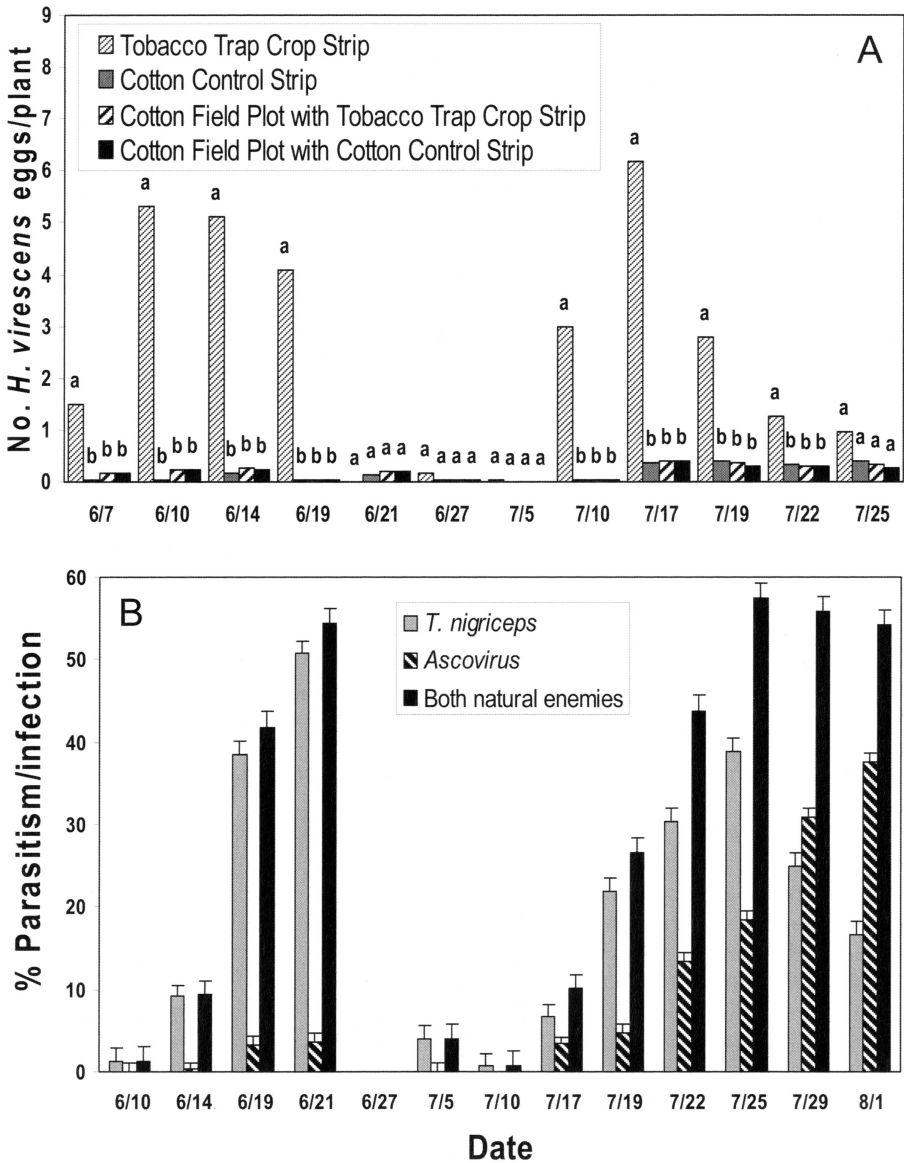 9
8
7
6
5
4
3
2
1
0
No. H. virescens eggs/plant
A
Tobacco Trap Crop Strip
Cotton Control Strip
Cotton Field Plot with Tobacco Trap Crop Strip
Cotton Field Plot with Cotton Control Strip
a b b b
a b b b
a b b b
a b b b
a a a a
a a a a
a a a a
a b b b
a b b b
a b b b
a b b b
a a a a
6/7 6/10 6/14 6/19 6/21 6/27 7/5 7/10 7/17 7/19 7/22 7/25
60
50
40
30
20
10
0
% Parasitism/infection
B
T. nigriceps
Ascovirus
Both natural enemies
6/10 6/14 6/19 6/21 6/27 7/5 7/10 7/17 7/19 7/22 7/25 7/29 8/1
Date